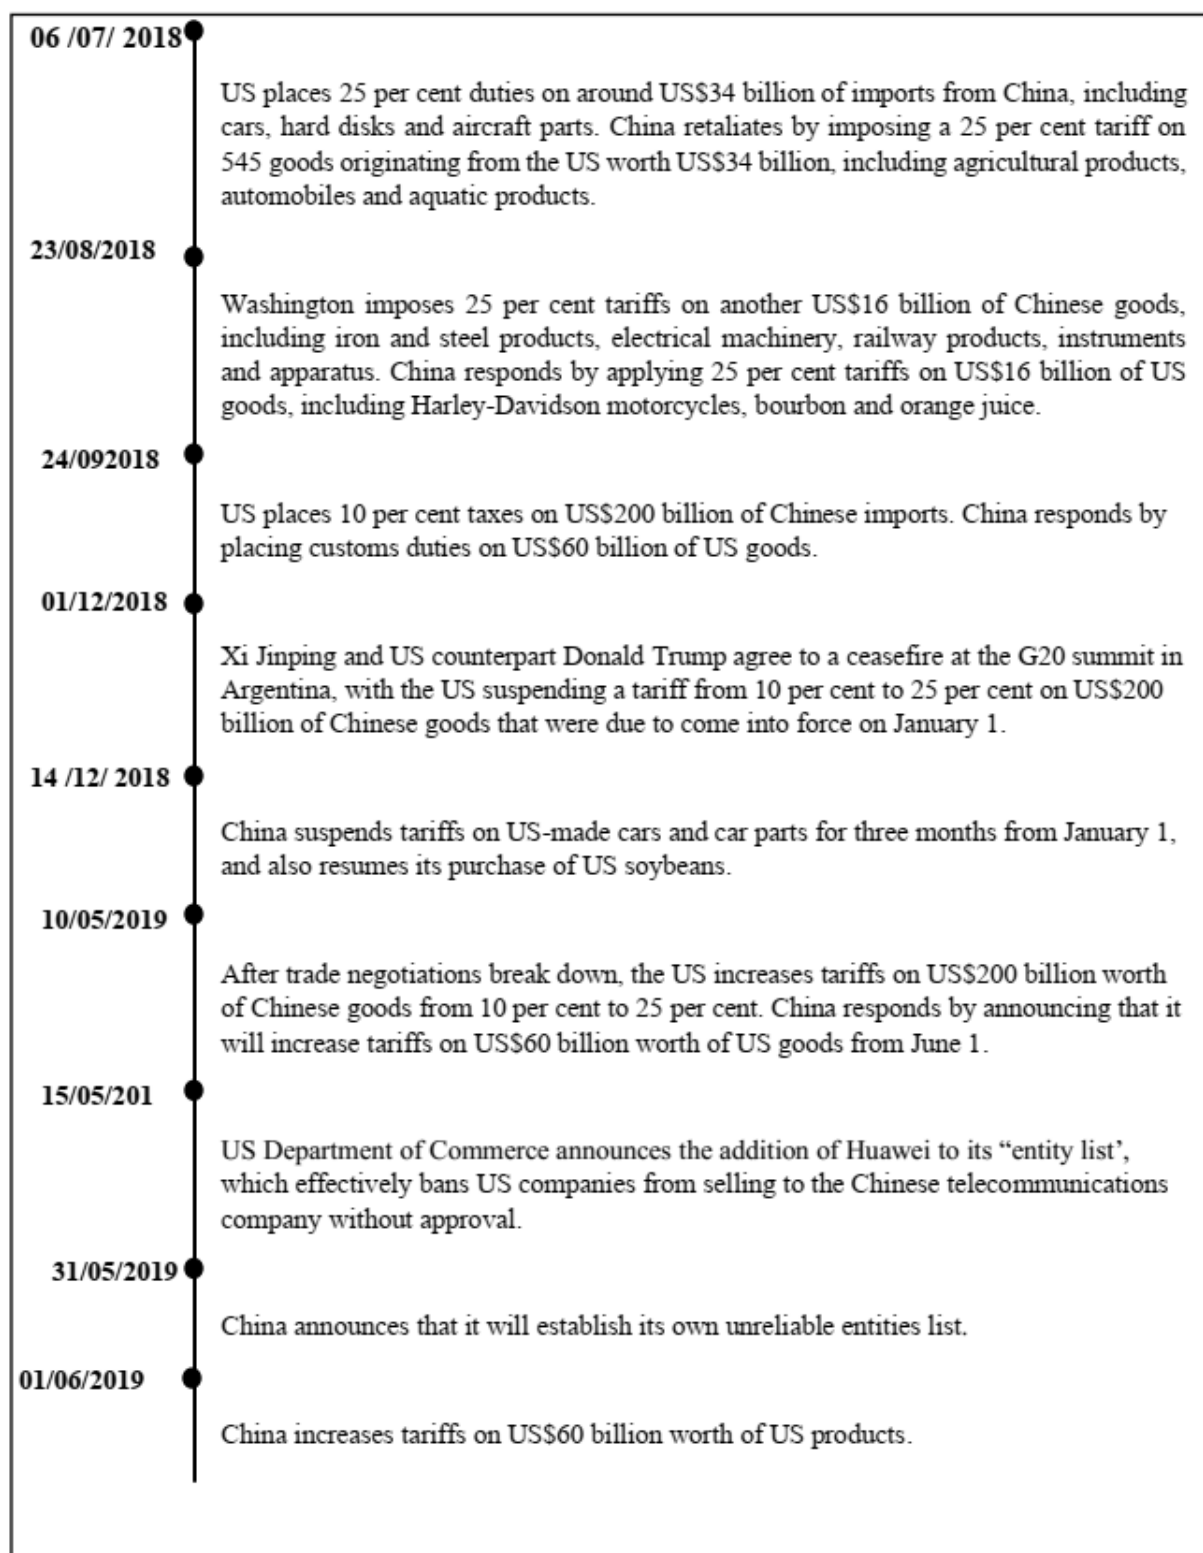 06 /07/ 2018
US places 25 per cent duties on around US$34 billion of imports from China, including
cars, hard disks and aircraft parts. China retaliates by imposing a 25 per cent tariff on
545 goods originating from the US worth US$34 billion, including agricultural products,
automobiles and aquatic products.
23/08/2018
Washington imposes 25 per cent tariffs on another US$16 billion of Chinese goods,
including iron and steel products, electrical machinery, railway products, instruments
and apparatus. China responds by applying 25 per cent tariffs on US$16 billion of US
goods, including Harley-Davidson motorcycles, bourbon and orange juice.
24/092018
US places 10 per cent taxes on US$200 billion of Chinese imports. China responds by
placing customs duties on US$60 billion of US goods.
01/12/2018
Xi Jinping and US counterpart Donald Trump agree to a ceasefire at the G20 summit in
Argentina, with the US suspending a tariff from 10 per cent to 25 per cent on US$200
billion of Chinese goods that were due to come into force on January 1.
14 /12/ 2018
China suspends tariffs on US-made cars and car parts for three months from January 1,
and also resumes its purchase of US soybeans.
10/05/2019
After trade negotiations break down, the US increases tariffs on US$200 billion worth
of Chinese goods from 10 per cent to 25 per cent. China responds by announcing that it
will increase tariffs on US$60 billion worth of US goods from June 1.
15/05/201
US Department of Commerce announces the addition of Huawei to its “entity list’,
which effectively bans US companies from selling to the Chinese telecommunications
company without approval.
31/05/2019
China announces that it will establish its own unreliable entities list.
01/06/2019
China increases tariffs on US$60 billion worth of US products.